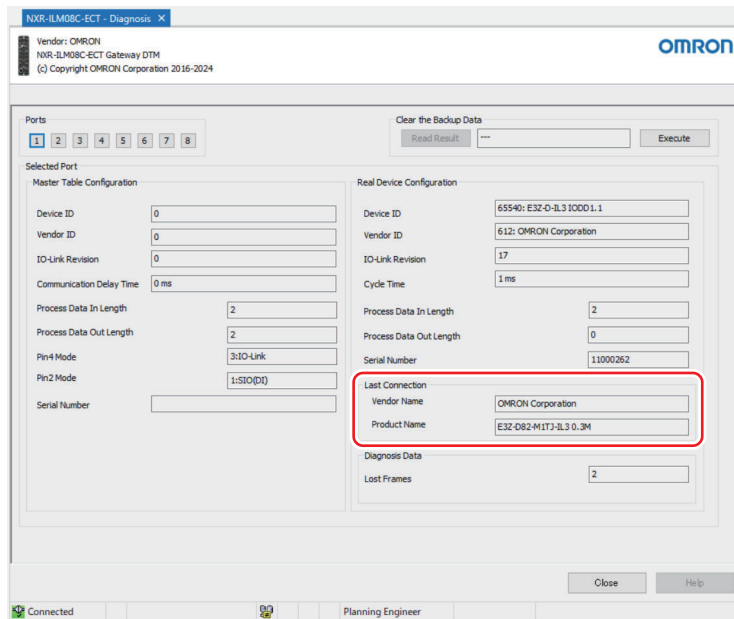 NXR-ILM08C-ECT - Diagnosis ×
Vendor: OMRON
NXR-ILM08C-ECT Gateway DTM
(c) Copyright OMRON Corporation 2016-2024
OMRON
Ports
1 2 3 4 5 6 7 8
Clear the Backup Data
Read Result --- Execute
Selected Port
Master Table Configuration
Device ID 0
Vendor ID 0
IO-Link Revision 0
Communication Delay Time 0 ms
Process Data In Length 2
Process Data Out Length 2
Pin4 Mode 3:IO-Link
Pin2 Mode 1:SIO(DI)
Serial Number
Real Device Configuration
Device ID 65540: E3Z-D-IL3 IODD1.1
Vendor ID 612: OMRON Corporation
IO-Link Revision 17
Cycle Time 1 ms
Process Data In Length 2
Process Data Out Length 0
Serial Number 11000262
Last Connection
Vendor Name OMRON Corporation
Product Name E3Z-D82-M1TJ-IL3 0.3M
Diagnosis Data
Lost Frames 2
Close Help
Connected Planning Engineer